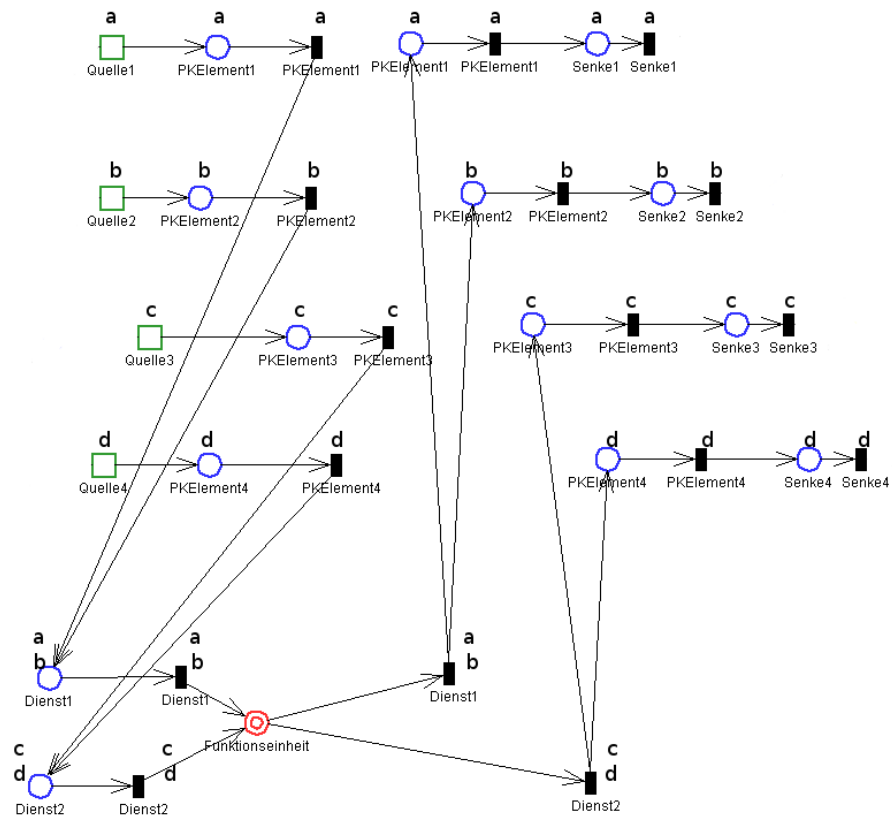 a a a a a a a
Quelle1 PKElement1 PKElement1 PKElement1 PKElement1 Senke1 Senke1
b b b b b b b
Quelle2 PKElement2 PKElement2 PKElement2 PKElement2 Senke2 Senke2
c c c c c c c
Quelle3 PKElement3 PKElement3 PKElement3 PKElement3 Senke3 Senke3
d d d d d d d
Quelle4 PKElement4 PKElement4 PKElement4 PKElement4 Senke4 Senke4
a a a
b b b
Dienst1 Dienst1 Dienst1
Funktionseinheit
c c c
d d d
Dienst2 Dienst2 Dienst2